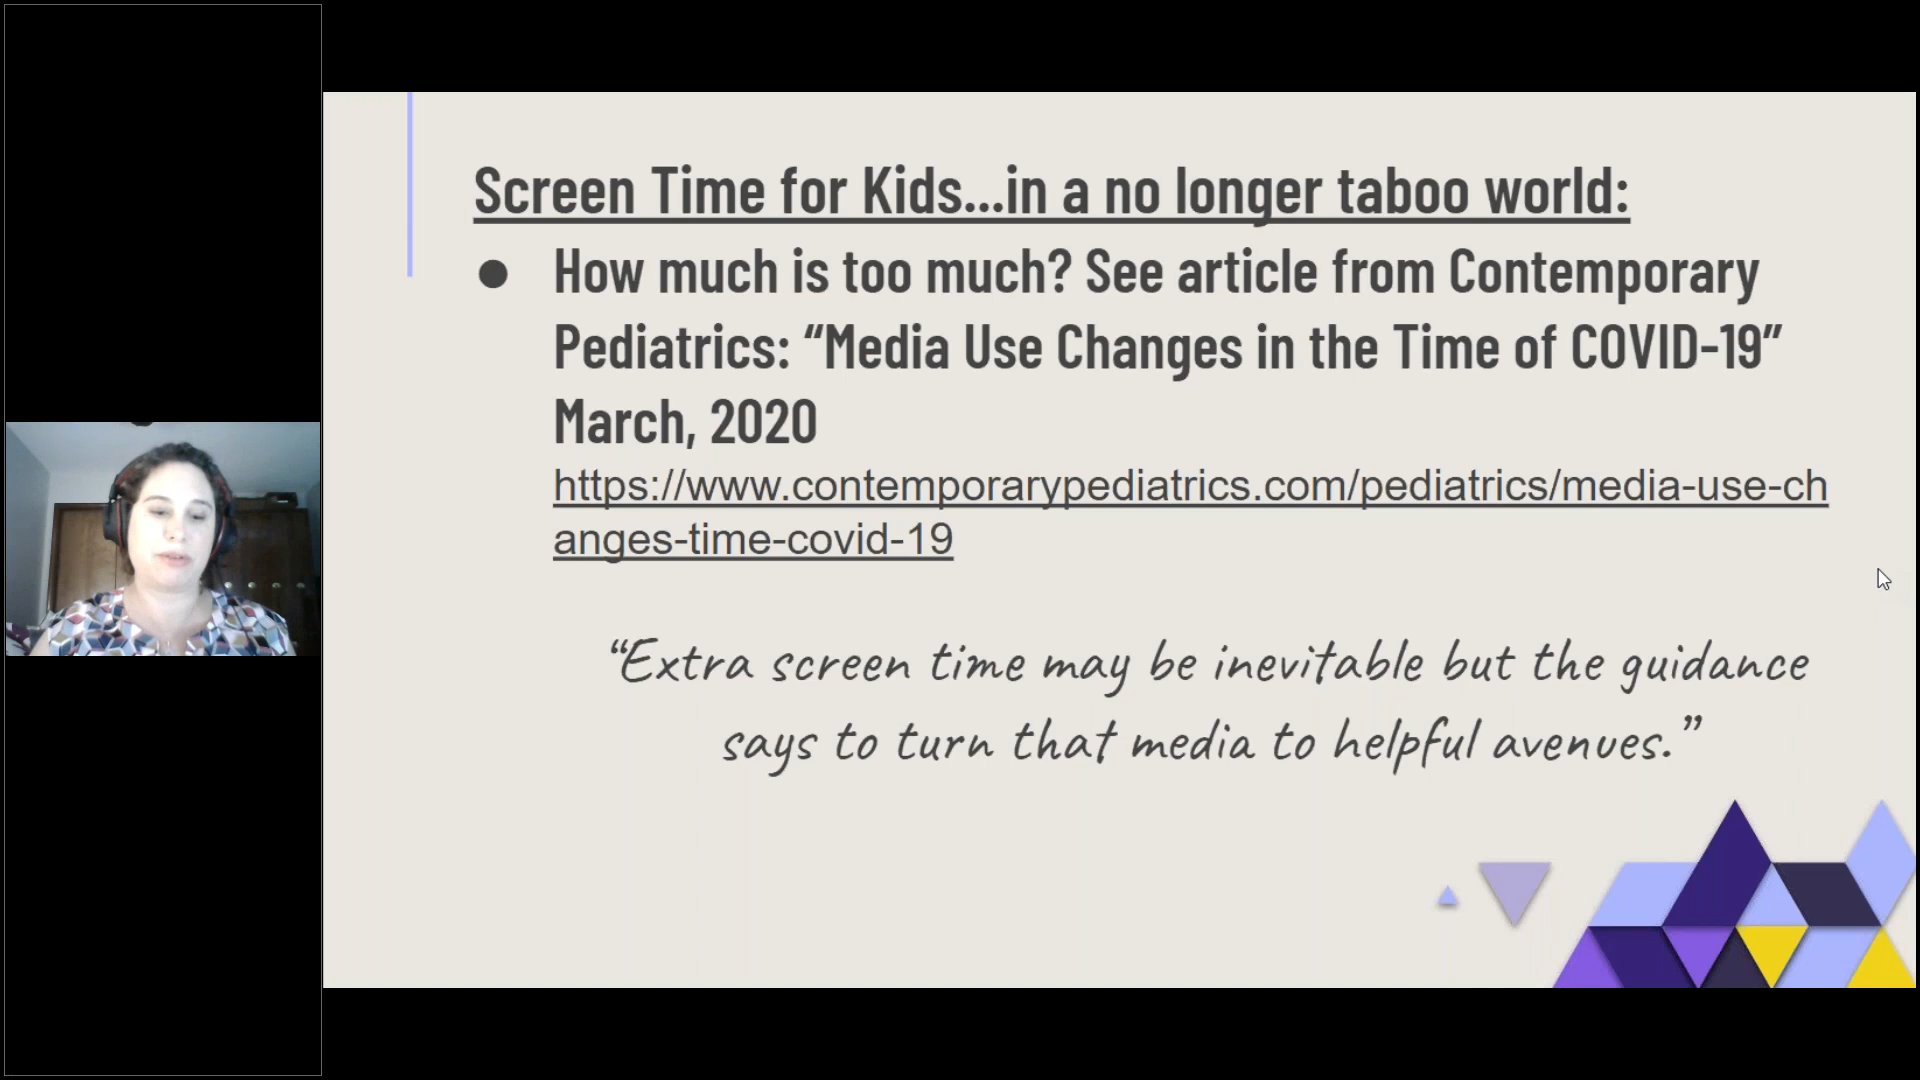 Screen Time for Kids...in a no longer taboo world:
● How much is too much? See article from Contemporary
Pediatrics: “Media Use Changes in the Time of COVID-19”
March, 2020
https://www.contemporarypediatrics.com/pediatrics/media-use-ch
anges-time-covid-19
“Extra screen time may be inevitable but the guidance
says to turn that media to helpful avenues.”